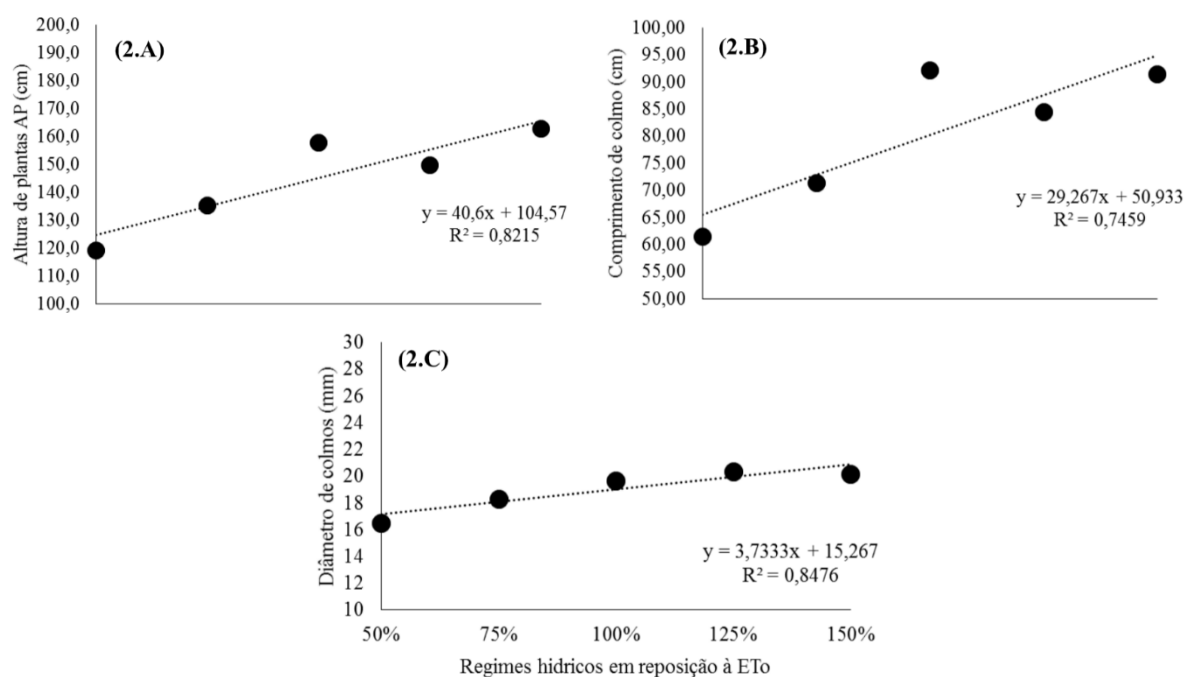 (2.A)
Altura de plantas AP (cm)
200,0
190,0
180,0
170,0
160,0
150,0
140,0
130,0
120,0
110,0
100,0
y = 40,6x + 104,57
R² = 0,8215
(2.B)
Comprimento de colmo (cm)
100,00
95,00
90,00
85,00
80,00
75,00
70,00
65,00
60,00
55,00
50,00
y = 29,267x + 50,933
R² = 0,7459
(2.C)
Diâmetro de colmos (mm)
30
28
26
24
22
20
18
16
14
12
10
y = 3,7333x + 15,267
R² = 0,8476
50% 75% 100% 125% 150%
Regimes hidricos em reposição à ETo